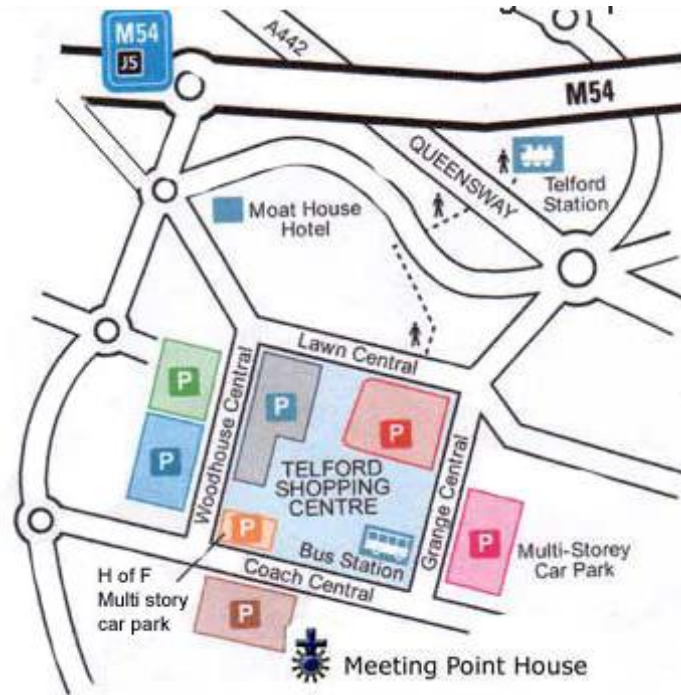 M54
J5
A442
M54
QUEENSWAY
Telford
Station
Moat House
Hotel
Lawn Central
P
P
P
P
Woodhouse Central
TELFORD
SHOPPING
CENTRE
Grange Central
P
P
Multi-Storey
Car Park
Bus Station
H of F
Multi story
car park
Coach Central
P
Meeting Point House